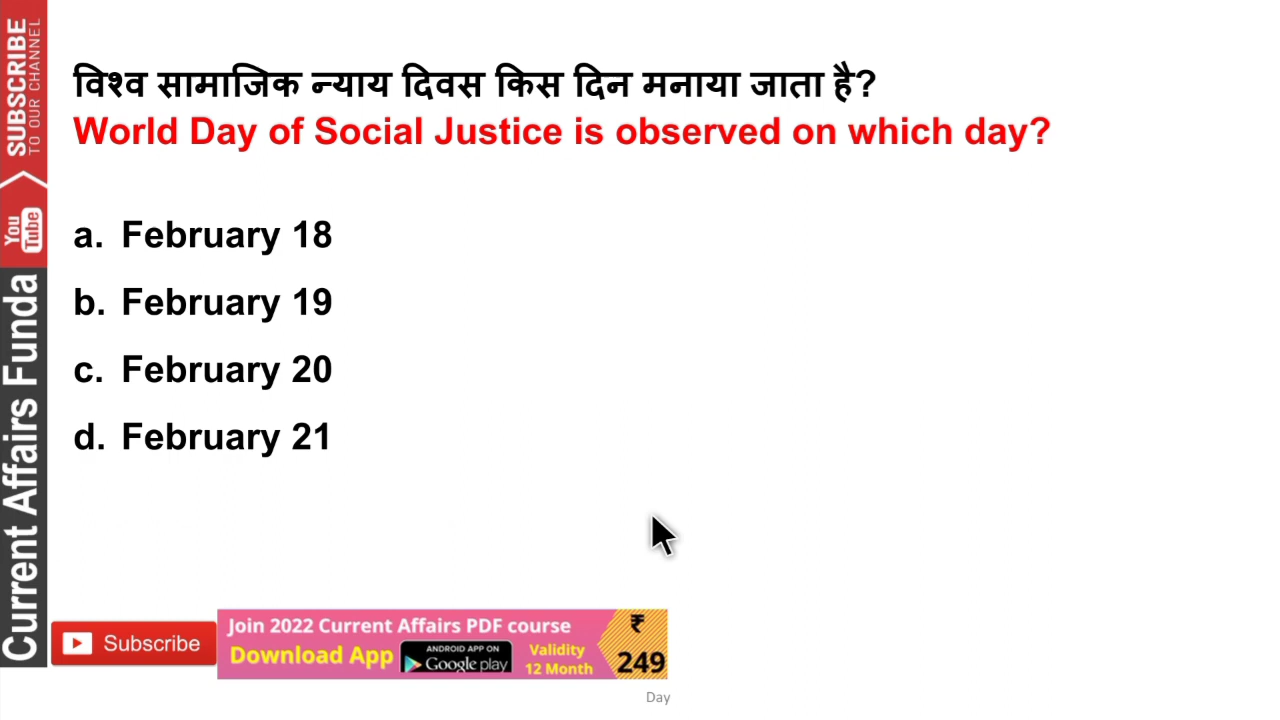 विश्व सामाजिक न्याय दिवस किस दिन मनाया जाता है?
World Day of Social Justice is observed on which day?
a. February 18
b. February 19
c. February 20
d. February 21
SUBSCRIBE
TO OUR CHANNEL
You
Tube
Current Affairs Funda
Subscribe
Join 2022 Current Affairs PDF course
Download App
ANDROID APP ON
Google play
Validity
12 Month
₹
249
Day